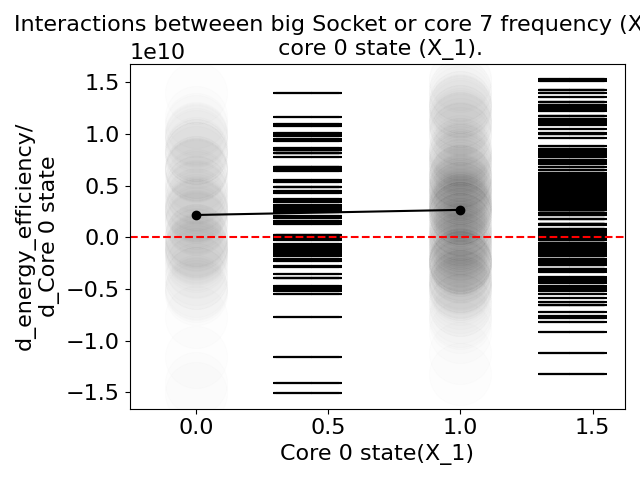 Interactions betweeen big Socket or core 7 frequency (X
core 0 state (X_1).
1e10
1.5
1.0
0.5
0.0
−0.5
−1.0
−1.5
d_energy_efficiency/
d_Core 0 state
0.0 0.5 1.0 1.5
Core 0 state(X_1)